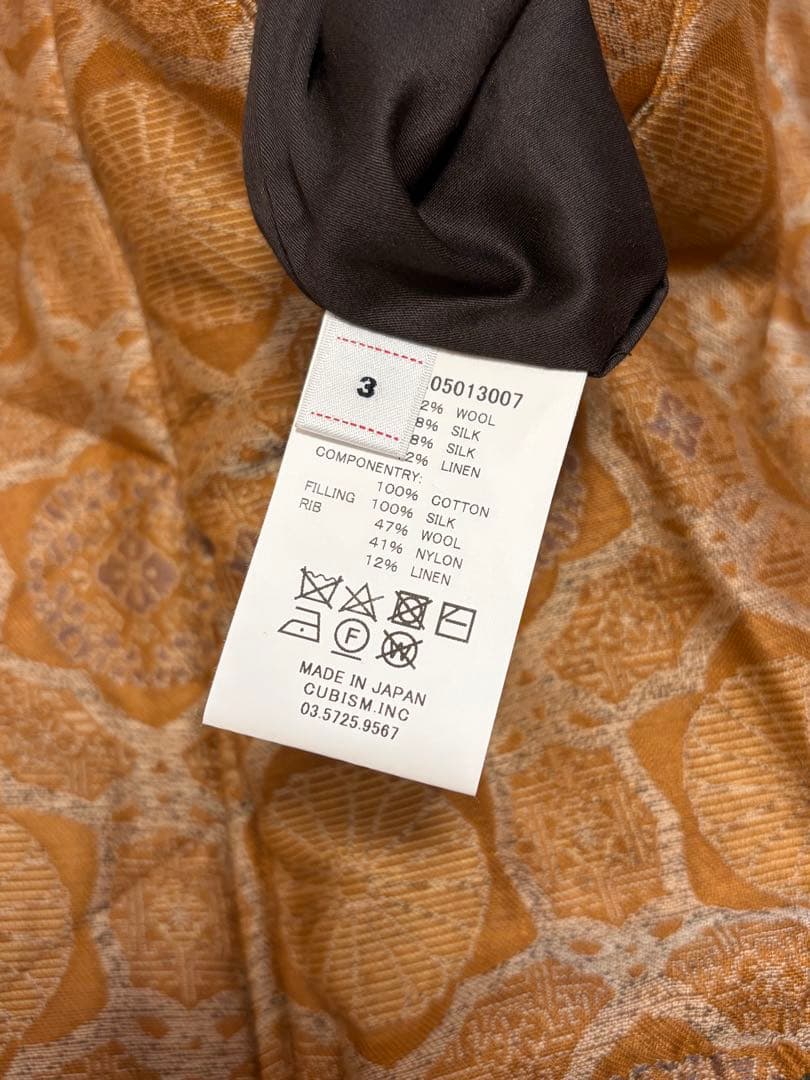 3
05013007
2% WOOL
8% SILK
8% SILK
2% LINEN
COMPONENTRY:
100% COTTON
FILLING 100% SILK
RIB 47% WOOL
41% NYLON
12% LINEN
F
W
MADE IN JAPAN
CUBISM.INC
03.5725.9567